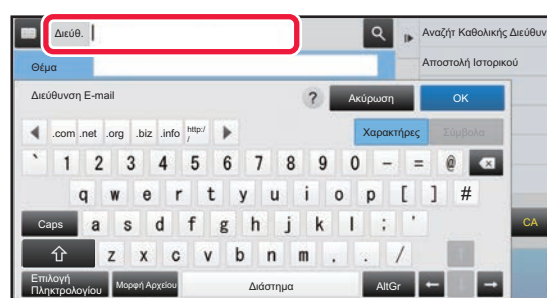 Διεύθ.
Αναζήτ Καθολικής Διεύθυν
Θέμα
Αποστολή Ιστορικού
Διεύθυνση E-mail ? Ακύρωση OK
.com .net .org .biz .info http:/
/
Χαρακτήρες Σύμβολα
` 1 2 3 4 5 6 7 8 9 0 - = @
q w e r t y u i o p [ ] #
Caps a s d f g h j k l ; '
CA
z x c v b n m . . /
Επιλογή
Πληκτρολογίου
Μορφή Αρχείου Διάστημα AltGr